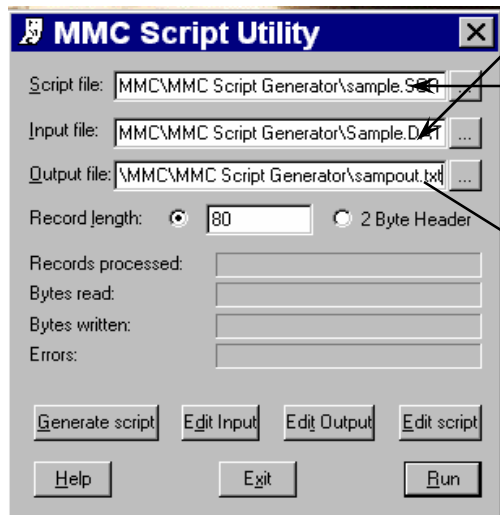 MMC Script Utility
Script file: MMC\MMC Script Generator\sample.SCR ...
Input file: MMC\MMC Script Generator\Sample.DAT ...
Output file: \MMC\MMC Script Generator\sampout.txt ...
Record length: 80 2 Byte Header
Records processed:
Bytes read:
Bytes written:
Errors:
Generate script Edit Input Edit Output Edit script
Help Exit Run